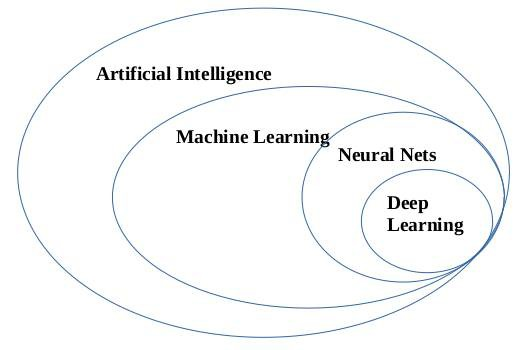 Artificial Intelligence
Machine Learning
Neural Nets
Deep
Learning